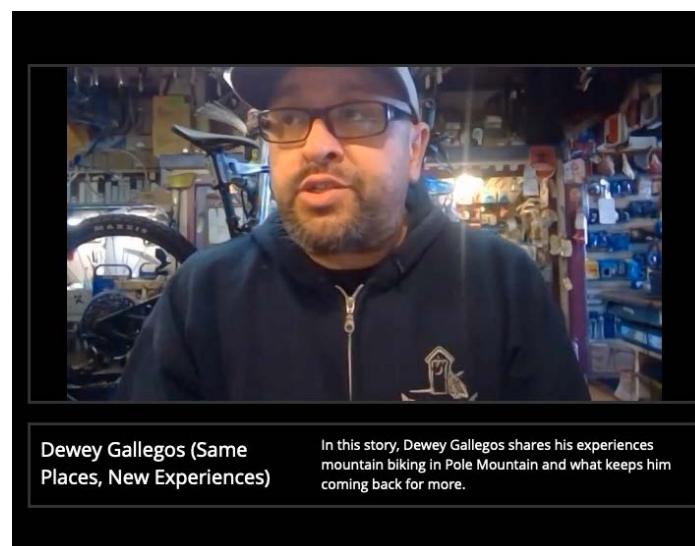 MAXXIS
Dewey Gallegos (Same
Places, New Experiences)
In this story, Dewey Gallegos shares his experiences
mountain biking in Pole Mountain and what keeps him
coming back for more.